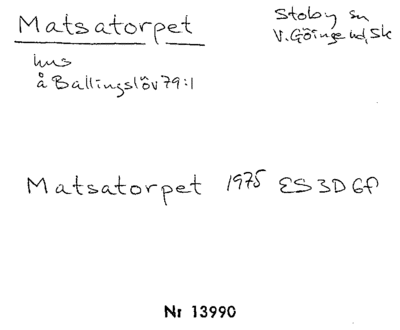 Matsatorpet
Stoby sn
V. Göinge hd, Sk
hus
å Ballingslöv 79:1
Matsatorpet 1975 ES 3D 6f
Nr 13990